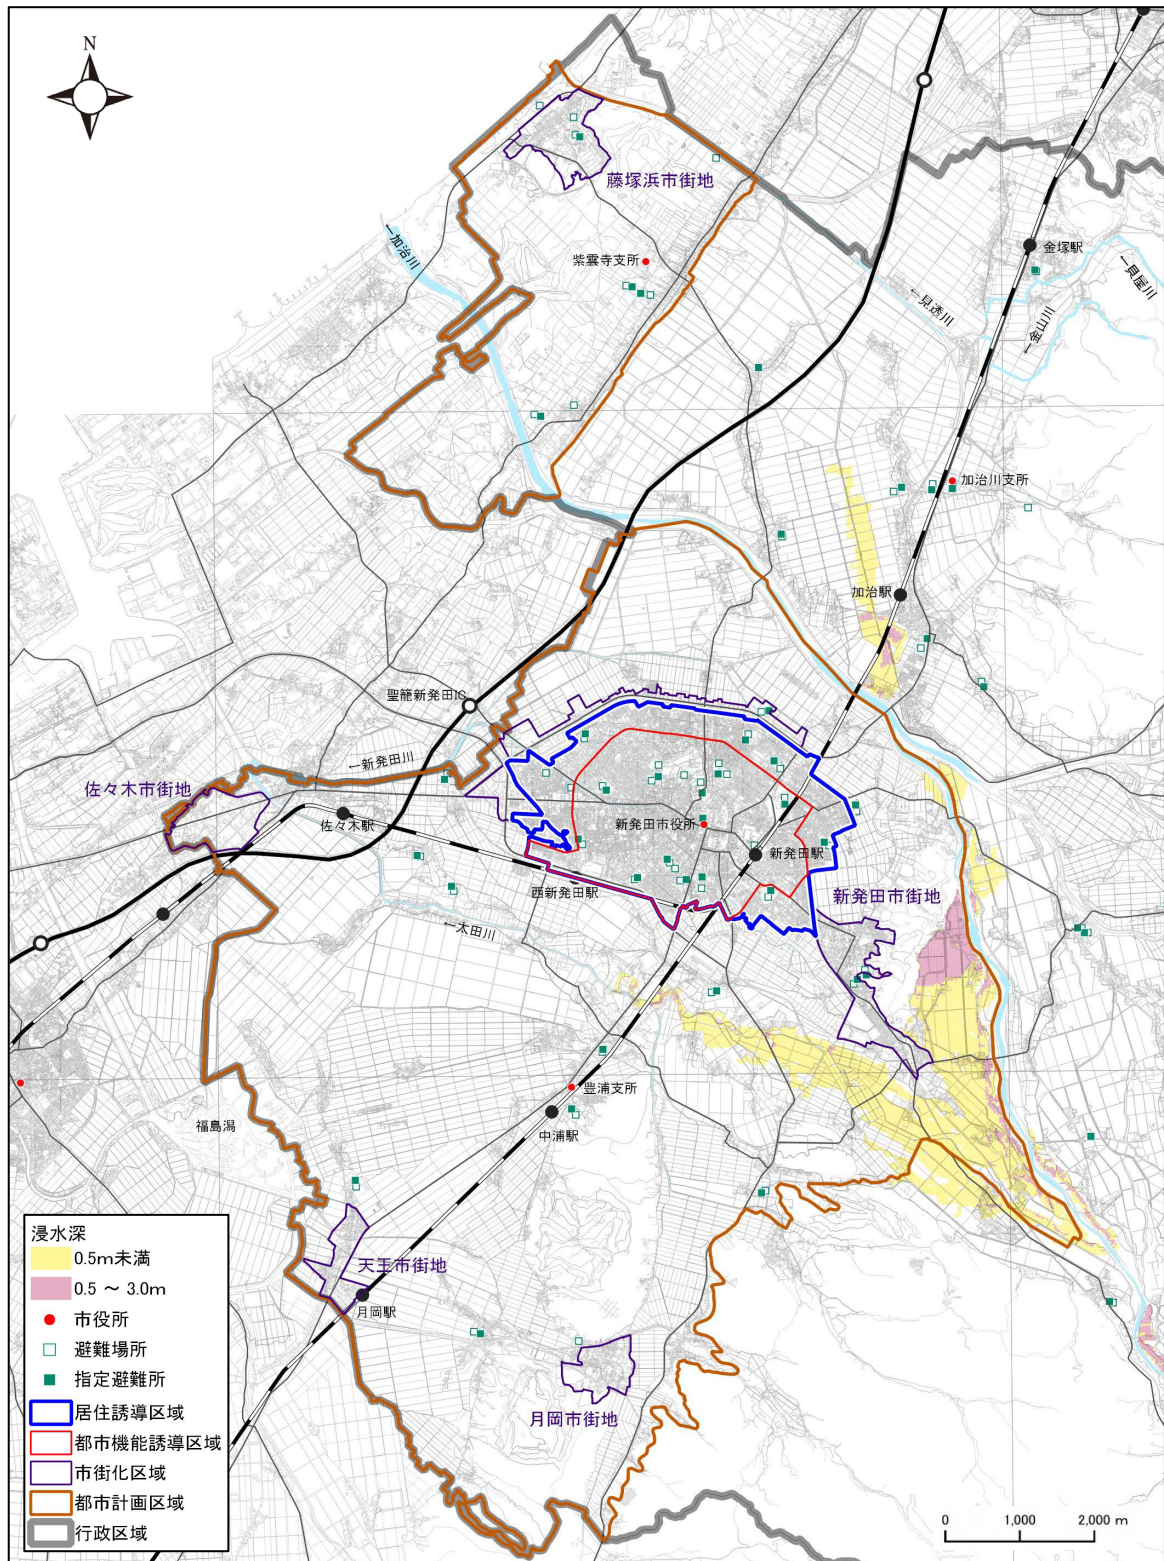 N
藤塚浜市街地
←加治川
紫雲寺支所
金塚駅
←貝屋川
←見透川
←金山川
加治川支所
加治駅
聖籠新発田IC
←新発田川
佐々木市街地
佐々木駅
新発田市役所
新発田駅
西新発田駅
新発田市街地
←太田川
豊浦支所
中浦駅
福島潟
天王市街地
月岡駅
月岡市街地
浸水深
0.5m未満
0.5 ～ 3.0m
市役所
避難場所
指定避難所
居住誘導区域
都市機能誘導区域
市街化区域
都市計画区域
行政区域
0 1,000 2,000 m